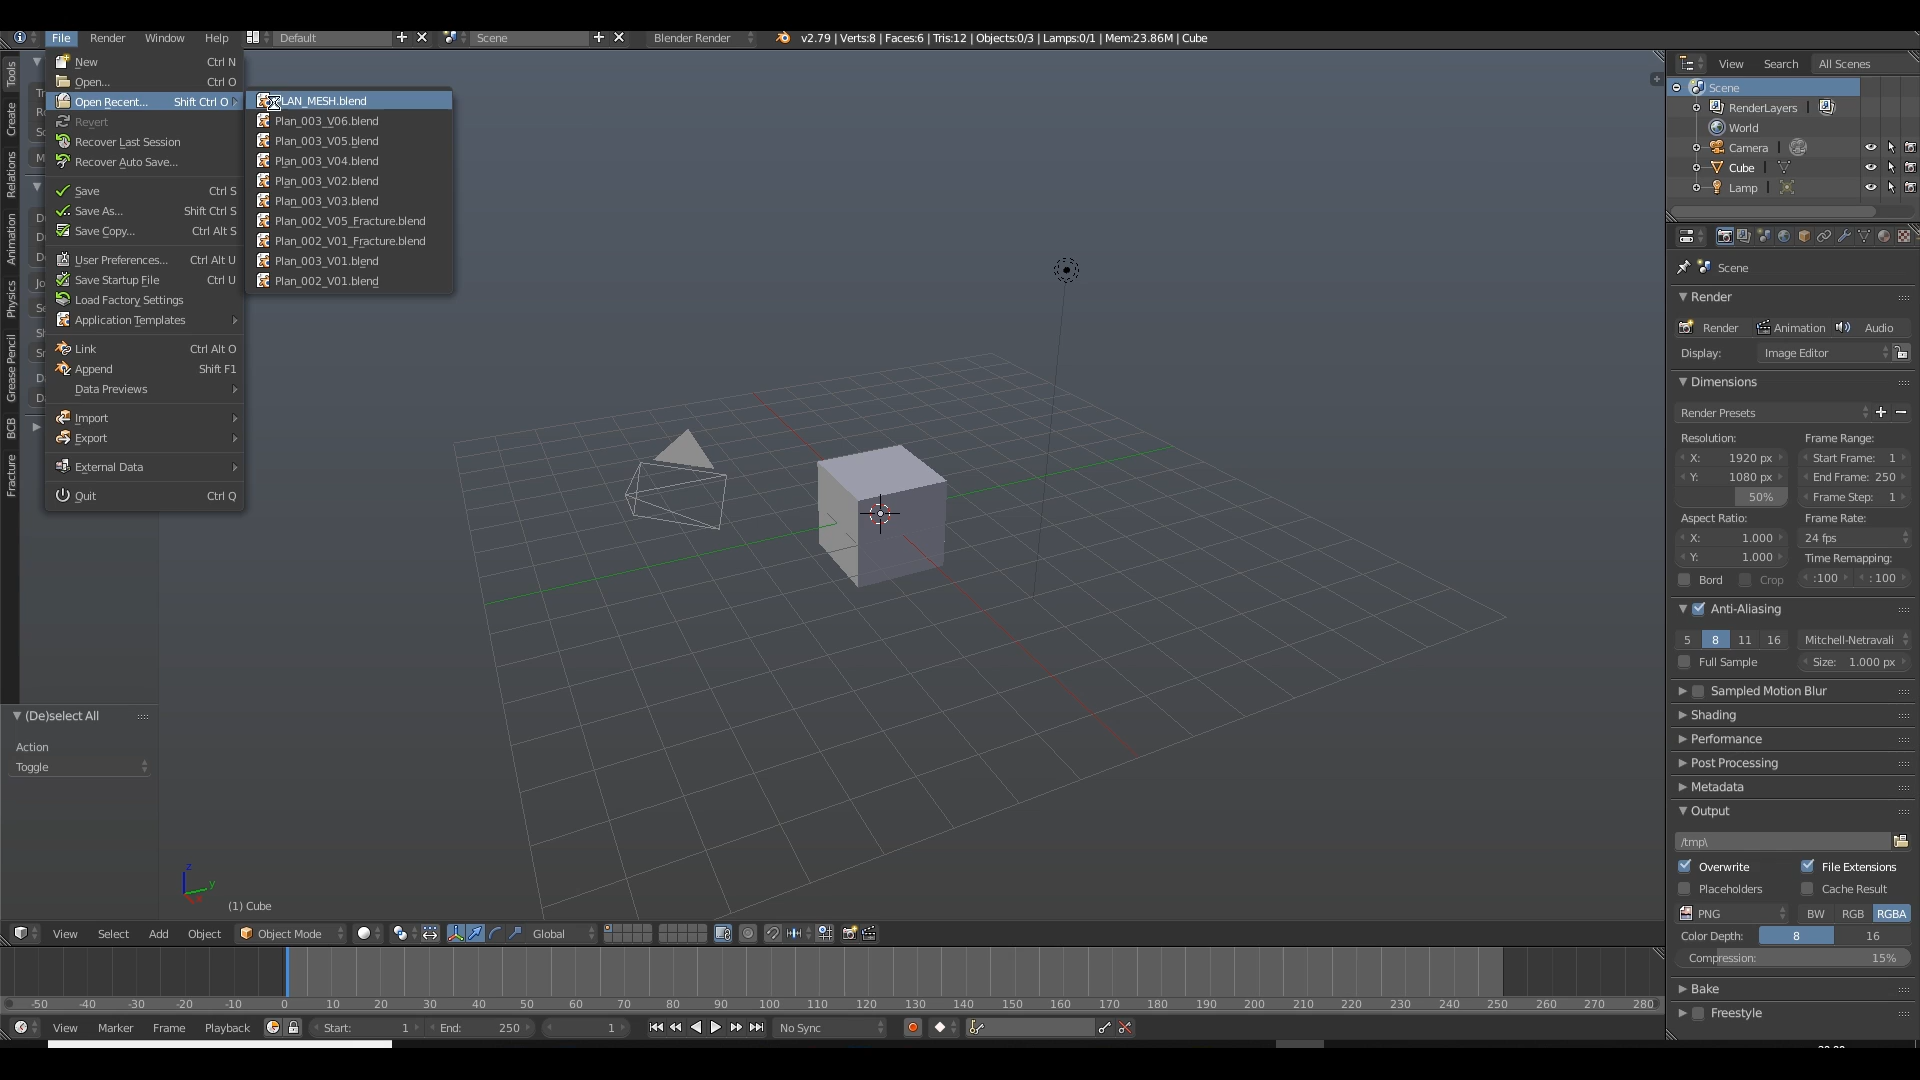 File Render Window Help Default Scene Blender Render v2.79 | Verts:8 | Faces:6 | Tris:12 | Objects:0/3 | Lamps:0/1 | Mem:23.86M | Cube
New Ctrl N
Open... Ctrl O
Open Recent... Shift Ctrl O
Revert
Recover Last Session
Recover Auto Save...
Save Ctrl S
Save As... Shift Ctrl S
Save Copy... Ctrl Alt S
User Preferences... Ctrl Alt U
Save Startup File Ctrl U
Load Factory Settings
Application Templates
Link Ctrl Alt O
Append Shift F1
Data Previews
Import
Export
External Data
Quit Ctrl Q
LAN_MESH.blend
Plan_003_V06.blend
Plan_003_V05.blend
Plan_003_V04.blend
Plan_003_V02.blend
Plan_003_V03.blend
Plan_002_V05_Fracture.blend
Plan_002_V01_Fracture.blend
Plan_003_V01.blend
Plan_002_V01.blend
Tools
Create
Relations
Animation
Physics
Grease Pencil
BCB
Fracture
(De)select All
Action
Toggle
z
y
(1) Cube
View Select Add Object Object Mode Global
-50 -40 -30 -20 -10 0 10 20 30 40 50 60 70 80 90 100 110 120 130 140 150 160 170 180 190 200 210 220 230 240 250 260 270 280
View Marker Frame Playback Start: 1 End: 250 1 No Sync
View Search All Scenes
Scene
RenderLayers
World
Camera
Cube
Lamp
Scene
Render
Render Animation Audio
Display: Image Editor
Dimensions
Render Presets
Resolution: Frame Range:
X: 1920 px Start Frame: 1
Y: 1080 px End Frame: 250
50% Frame Step: 1
Aspect Ratio: Frame Rate:
X: 1.000 24 fps
Y: 1.000 Time Remapping:
Bord Crop :100 : 100
Anti-Aliasing
5 8 11 16 Mitchell-Netravali
Full Sample Size: 1.000 px
Sampled Motion Blur
Shading
Performance
Post Processing
Metadata
Output
/tmp\
Overwrite File Extensions
Placeholders Cache Result
PNG BW RGB RGBA
Color Depth: 8 16
Compression: 15%
Bake
Freestyle